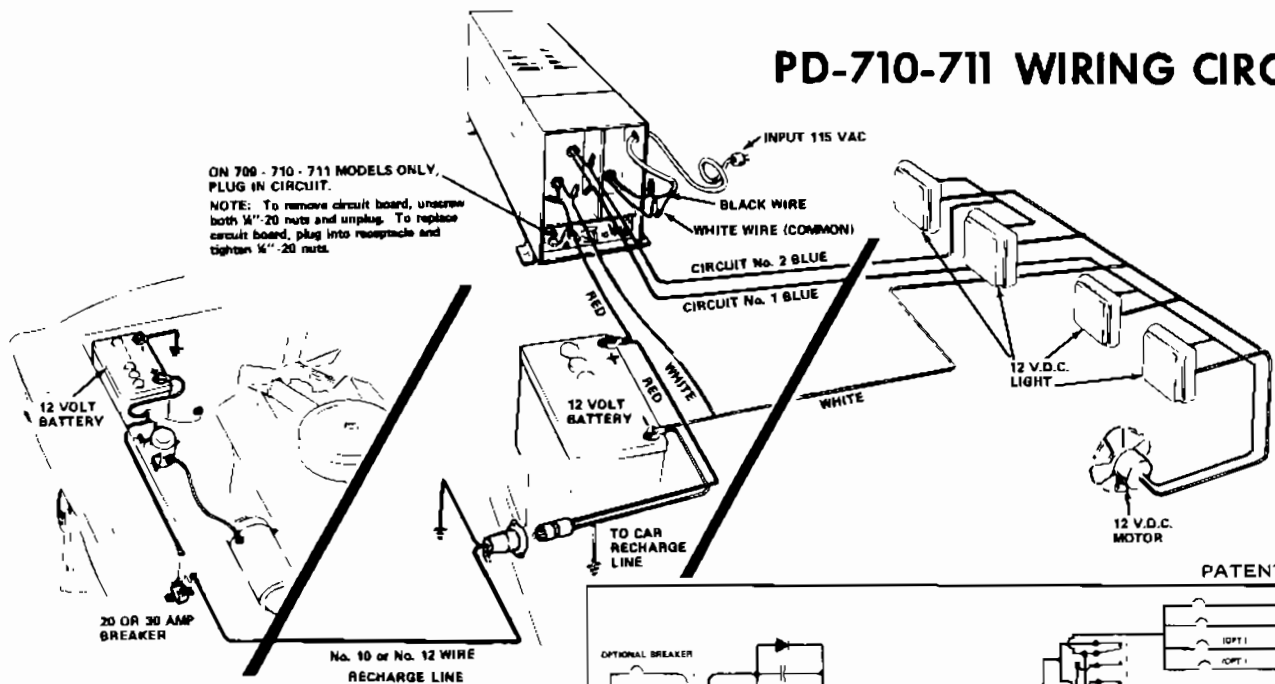 PD-710-711 WIRING CIRC
INPUT 115 VAC
ON 709 - 710 - 711 MODELS ONLY,
PLUG IN CIRCUIT.
NOTE: To remove circuit board, unscrew
both ¼"-20 nuts and unplug. To replace
circuit board, plug into receptacle and
tighten ¼"-20 nuts.
BLACK WIRE
WHITE WIRE (COMMON)
CIRCUIT No. 2 BLUE
CIRCUIT No. 1 BLUE
RED
WHITE
RED
+
12 VOLT
BATTERY
12 VOLT
BATTERY
WHITE
12 V.D.C.
LIGHT
12 V.D.C.
MOTOR
TO CAR
RECHARGE
LINE
20 OR 30 AMP
BREAKER
No. 10 or No. 12 WIRE
RECHARGE LINE
PATENT
OPTIONAL BREAKER
(OPT)
(OPT)